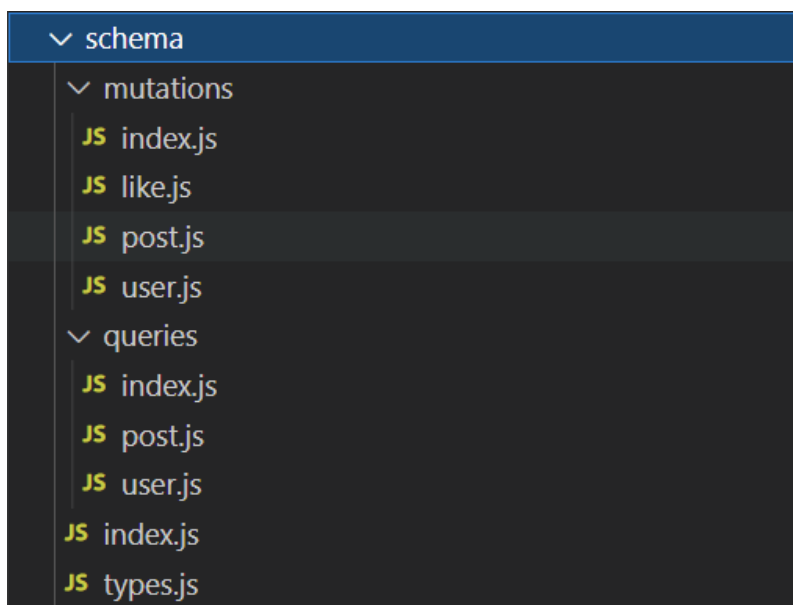 schema
mutations
JS index.js
JS like.js
JS post.js
JS user.js
queries
JS index.js
JS post.js
JS user.js
JS index.js
JS types.js